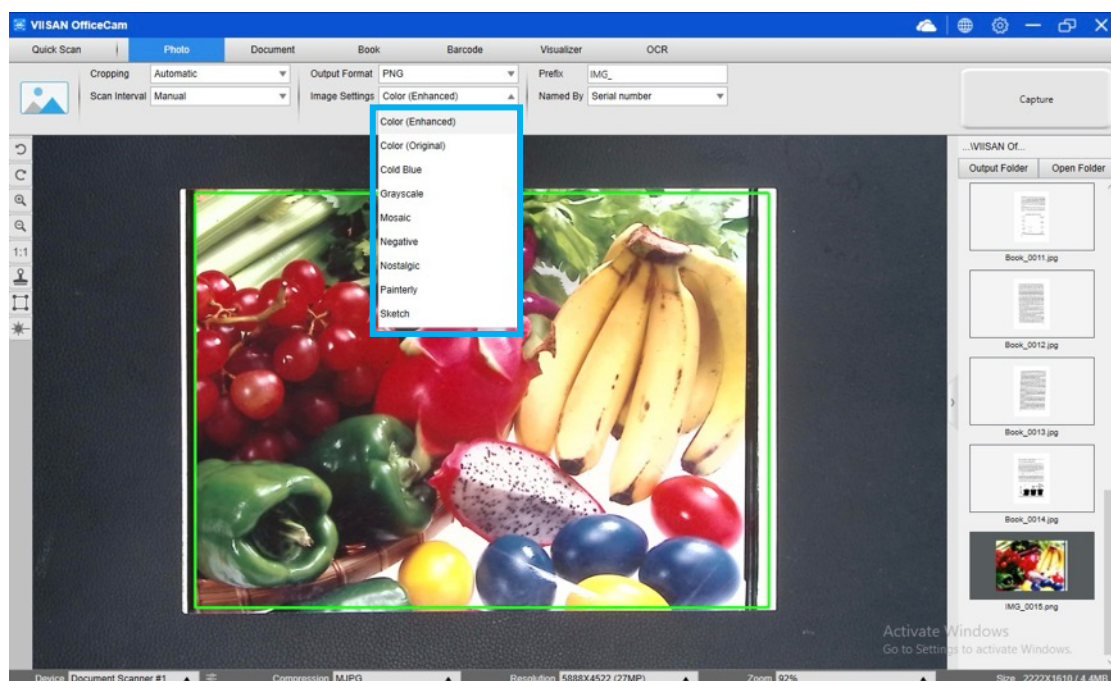 VIISAN OfficeCam
Quick Scan Photo Document Book Barcode Visualizer OCR
Cropping Automatic Output Format PNG Prefix IMG_
Scan Interval Manual Image Settings Color (Enhanced) Named By Serial number
Capture
Color (Enhanced)
Color (Original)
Cold Blue
Grayscale
Mosaic
Negative
Nostalgic
Painterly
Sketch
1:1
...\VIISAN Of...
Output Folder Open Folder
Book_0011.jpg
Book_0012.jpg
Book_0013.jpg
Book_0014.jpg
IMG_0015.png
Activate Windows
Go to Settings to activate Windows.
Device Document Scanner #1 Compression MJPG Resolution 5888X4522 (27MP) Zoom 92% Size 2222X1610 / 4.4MB